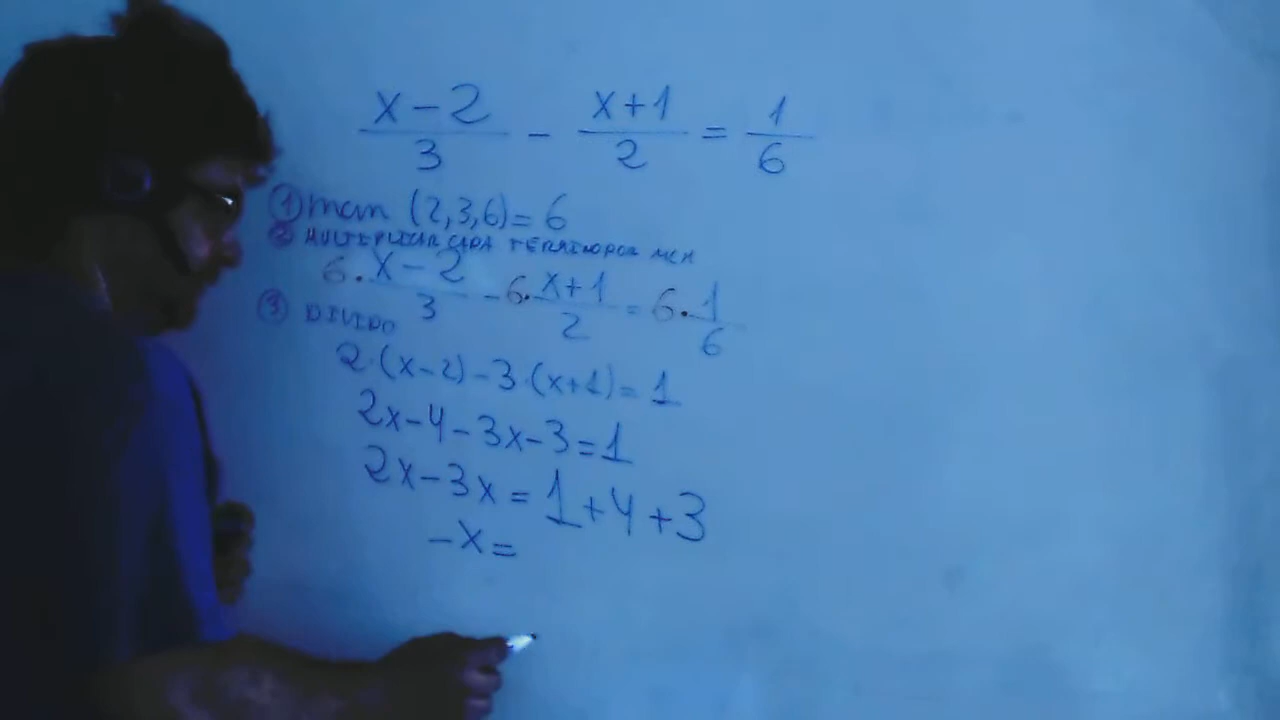 x-2/3 - x+1/2 = 1/6
① mcm (2,3,6) = 6
② MULTIPLICAR CADA TERMINO POR MCM
6·x-2/3 - 6·x+1/2 = 6·1/6
③ DIVIDO
2·(x-2)-3·(x+1)=1
2x-4-3x-3=1
2x-3x=1+4+3
-x=